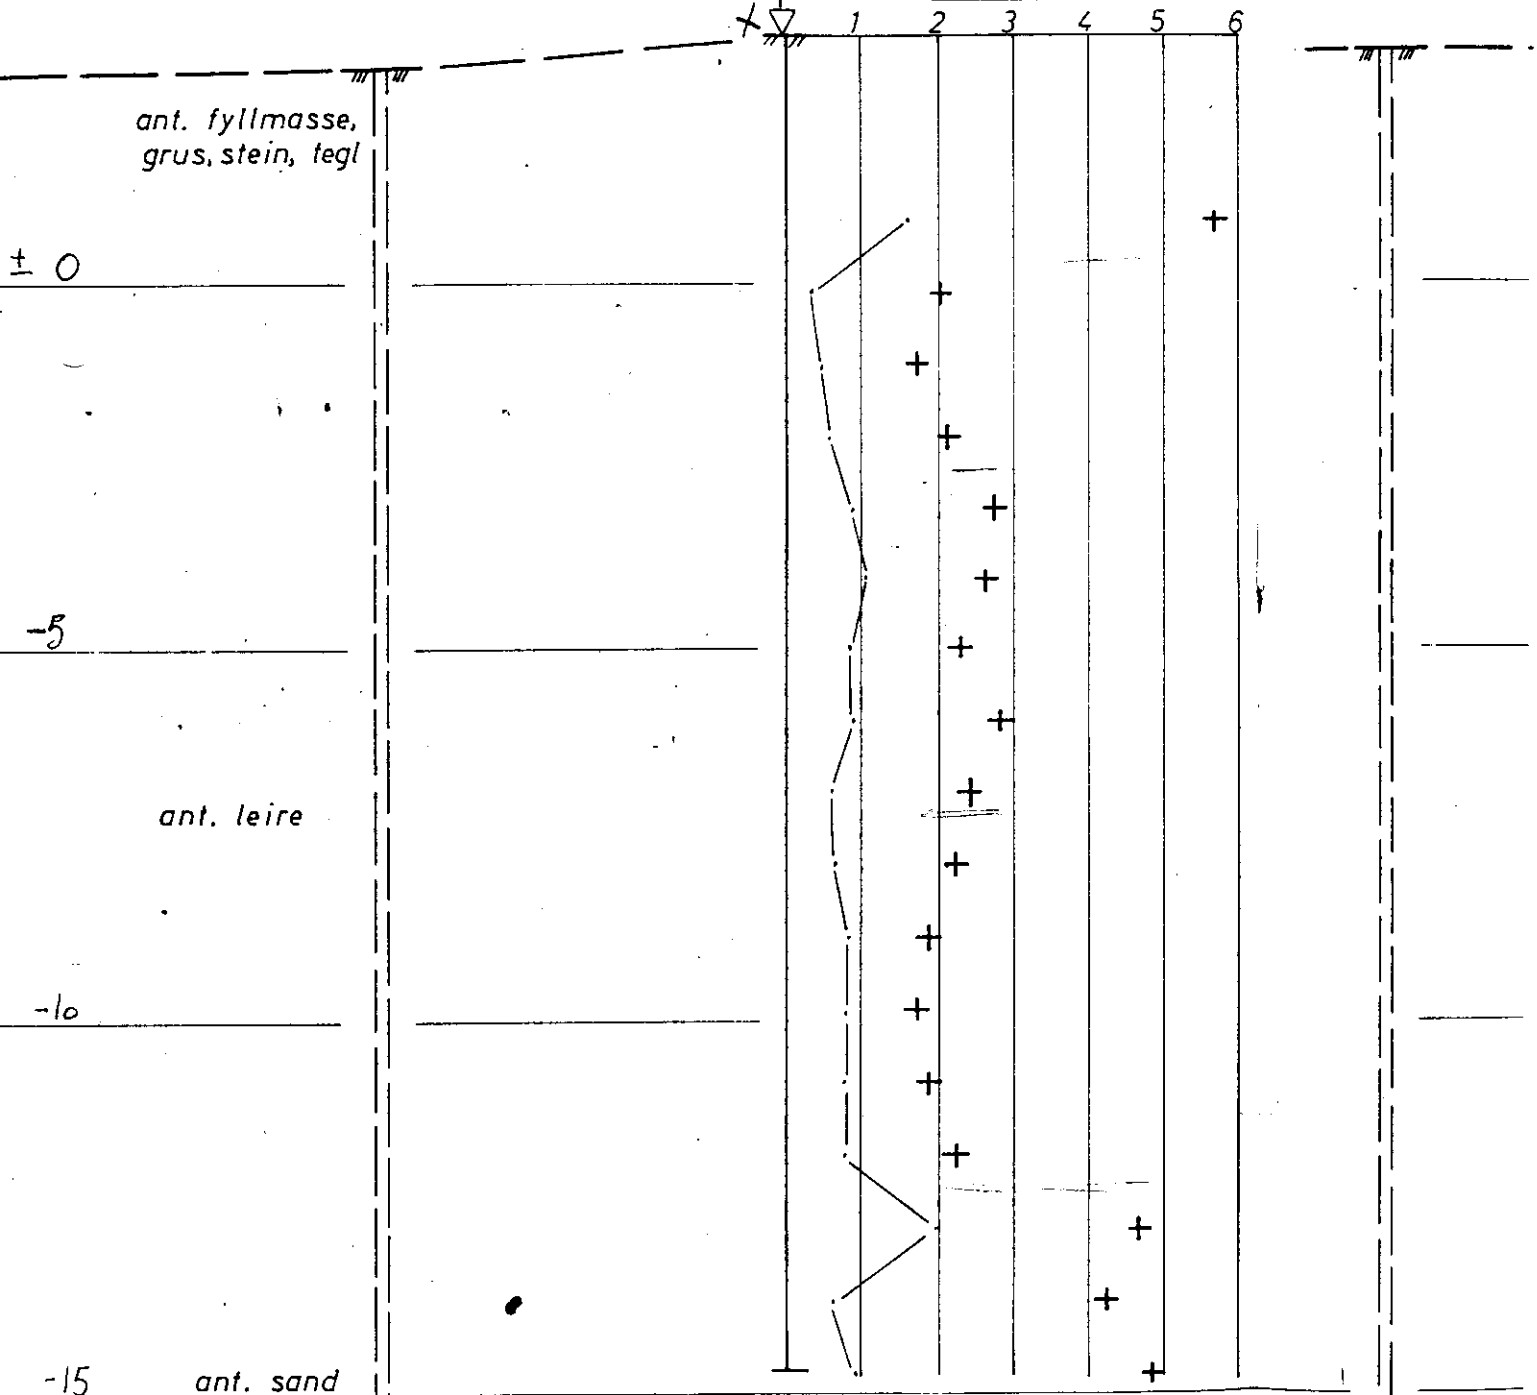 1 2 3 4 5 6
ant. fyllmasse,
grus, stein, tegl
± 0
-5
ant. leire
-10
-15
ant. sand